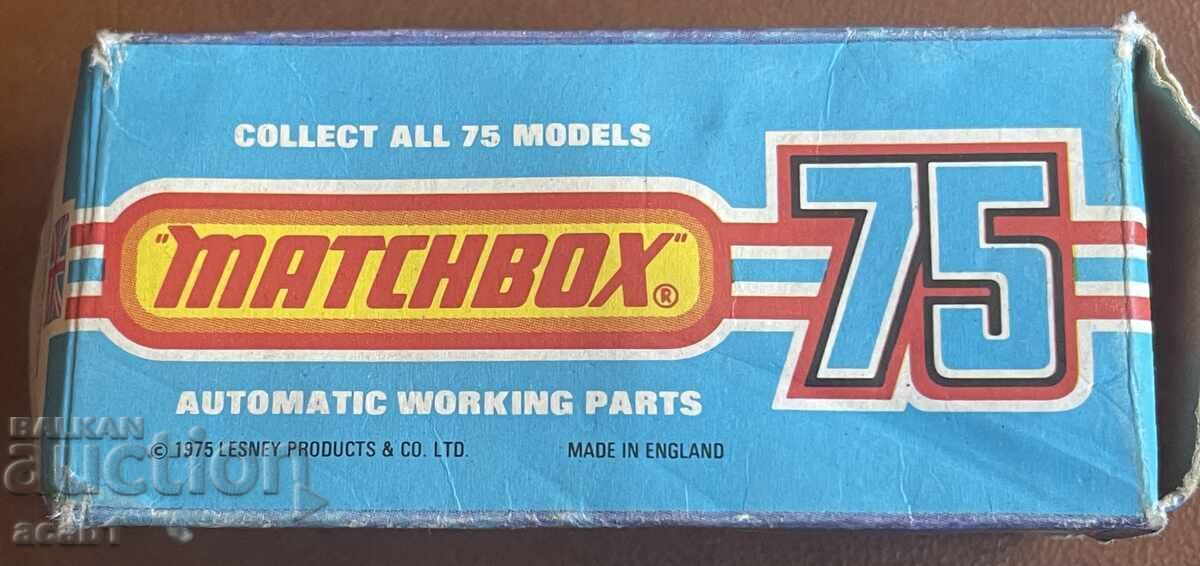 COLLECT ALL 75 MODELS
"MATCHBOX"®
75
AUTOMATIC WORKING PARTS
© 1975 LESNEY PRODUCTS & CO. LTD. MADE IN ENGLAND
BALKAN
auction
acab1